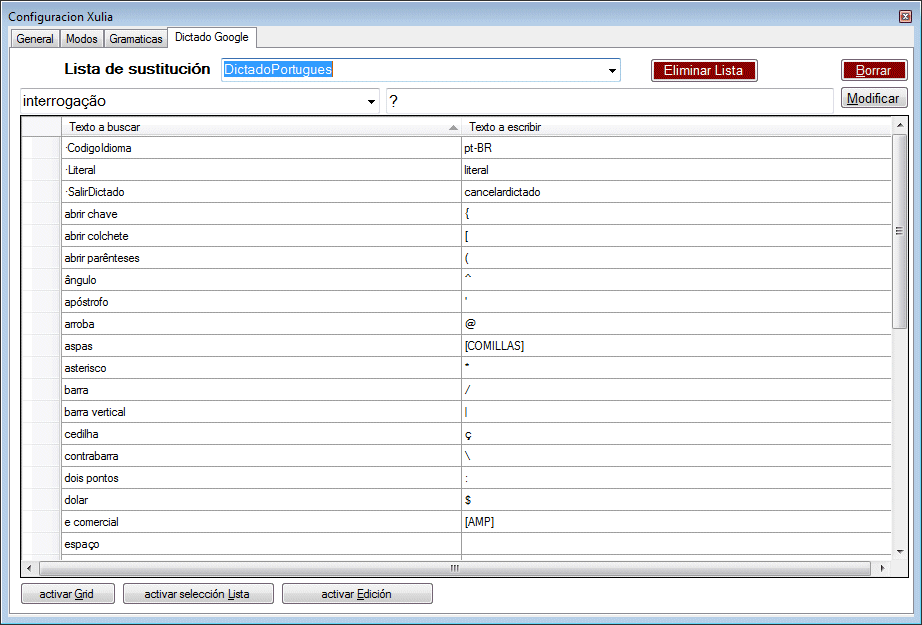 Configuracion Xulia
General Modos Gramaticas Dictado Google
Lista de sustitución DictadoPortugues Eliminar Lista Borrar
interrogação ? Modificar
Texto a buscar Texto a escribir
·CodigoIdioma pt-BR
·Literal literal
·SalirDictado cancelardictado
abrir chave {
abrir colchete [
abrir parênteses (
ângulo ^
apóstrofo '
arroba @
aspas [COMILLAS]
asterisco *
barra /
barra vertical |
cedilha ç
contrabarra \
dois pontos :
dolar $
e comercial [AMP]
espaço
activar Grid activar selección Lista activar Edición